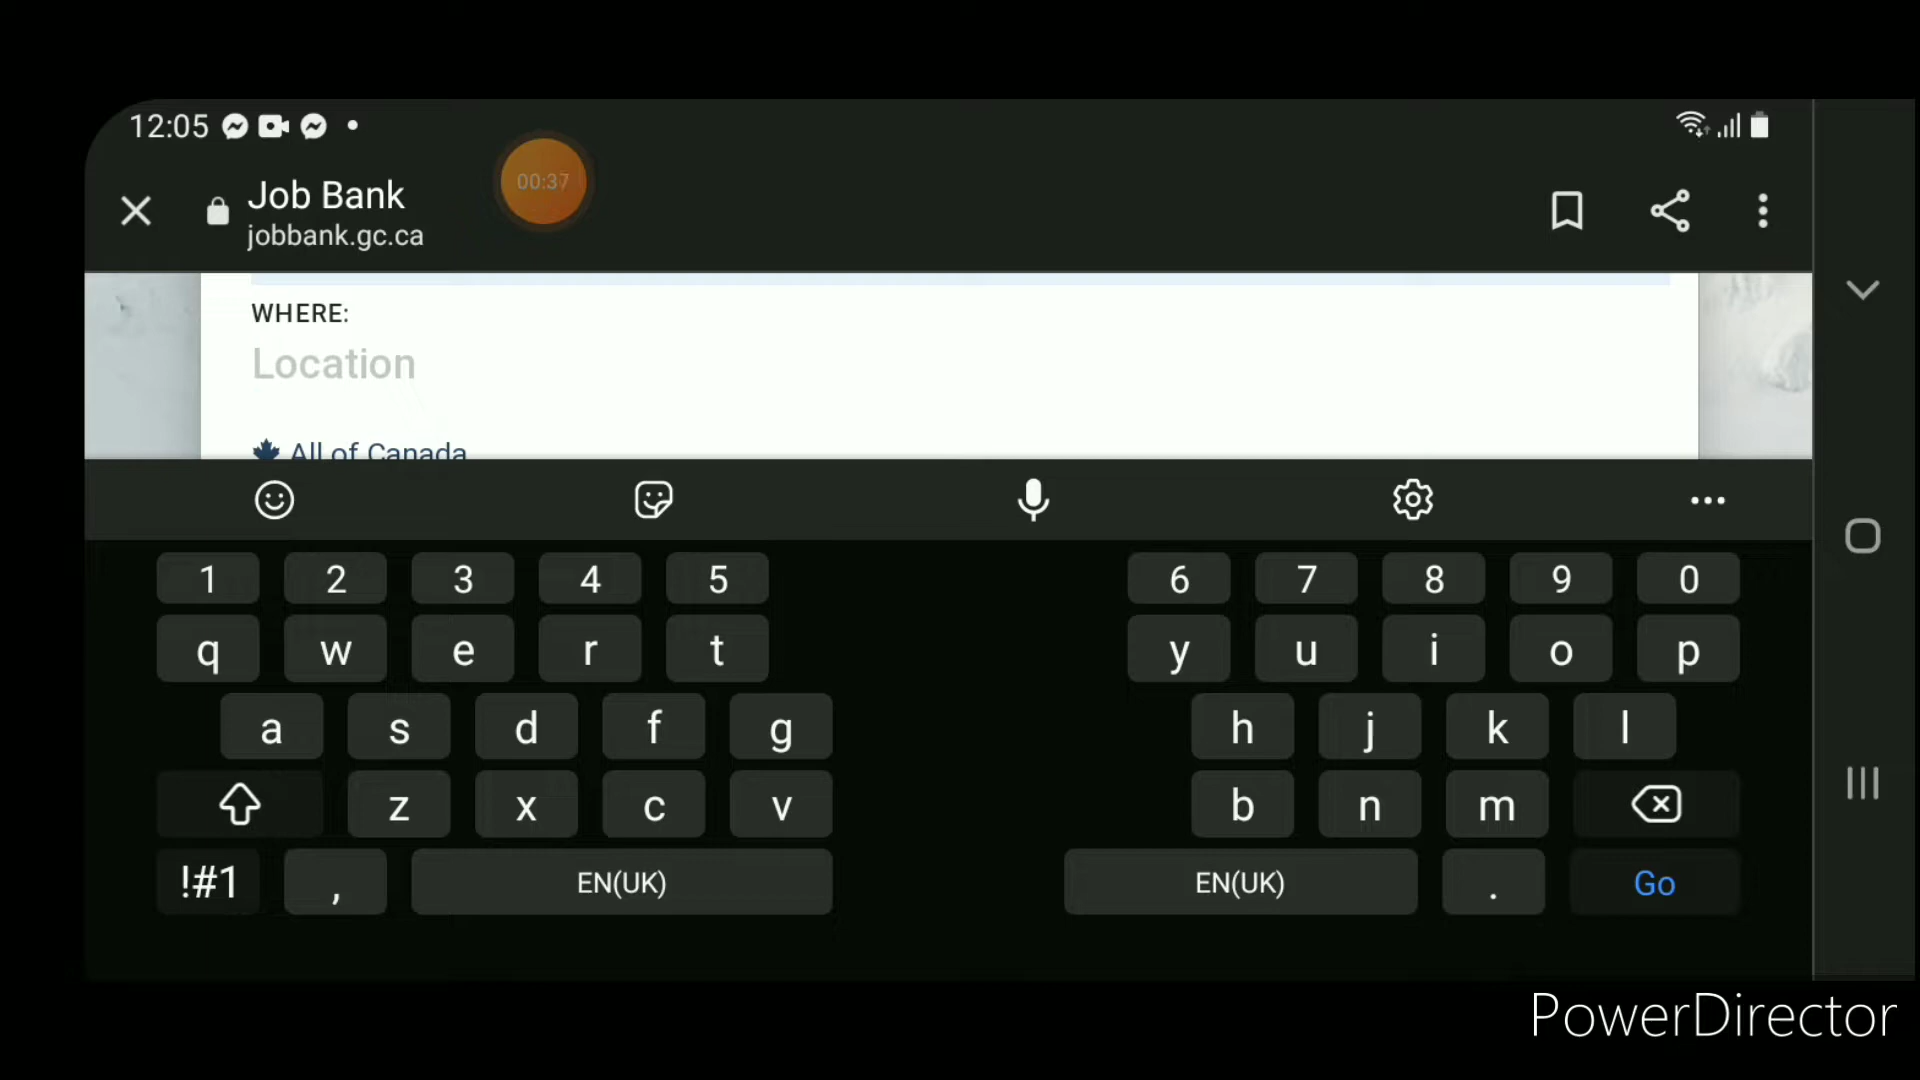 12:05
00:37
Job Bank
jobbank.gc.ca
WHERE:
Location
All of Canada
1 2 3 4 5 6 7 8 9 0
q w e r t y u i o p
a s d f g h j k l
z x c v b n m
!#1 , EN(UK) EN(UK) . Go
PowerDirector